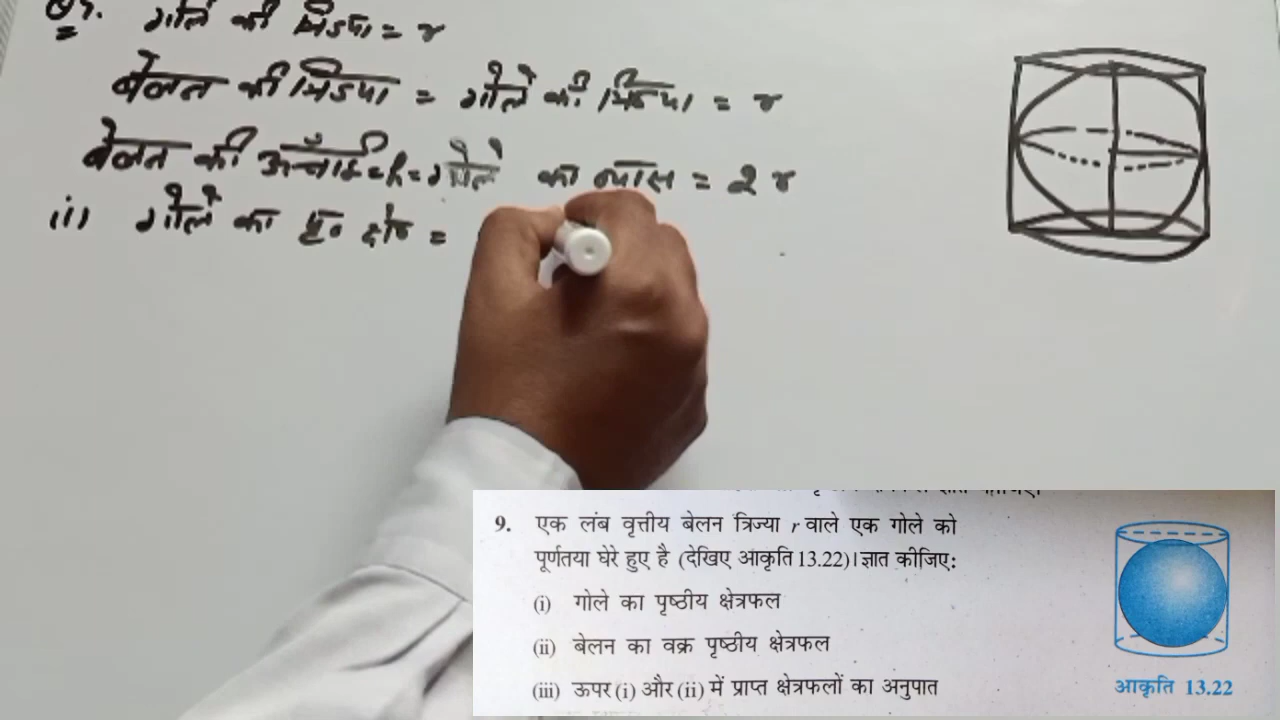 Q9. गोले की त्रिज्या = r
बेलन की त्रिज्या = गोले की त्रिज्या = r
बेलन की ऊँचाई = h = गोले का व्यास = 2r
(i) गोले का पृ० क्षे० =
9. एक लंब वृत्तीय बेलन त्रिज्या r वाले एक गोले को
पूर्णतया घेरे हुए है (देखिए आकृति 13.22)। ज्ञात कीजिए:
(i) गोले का पृष्ठीय क्षेत्रफल
(ii) बेलन का वक्र पृष्ठीय क्षेत्रफल
(iii) ऊपर (i) और (ii) में प्राप्त क्षेत्रफलों का अनुपात
आकृति 13.22